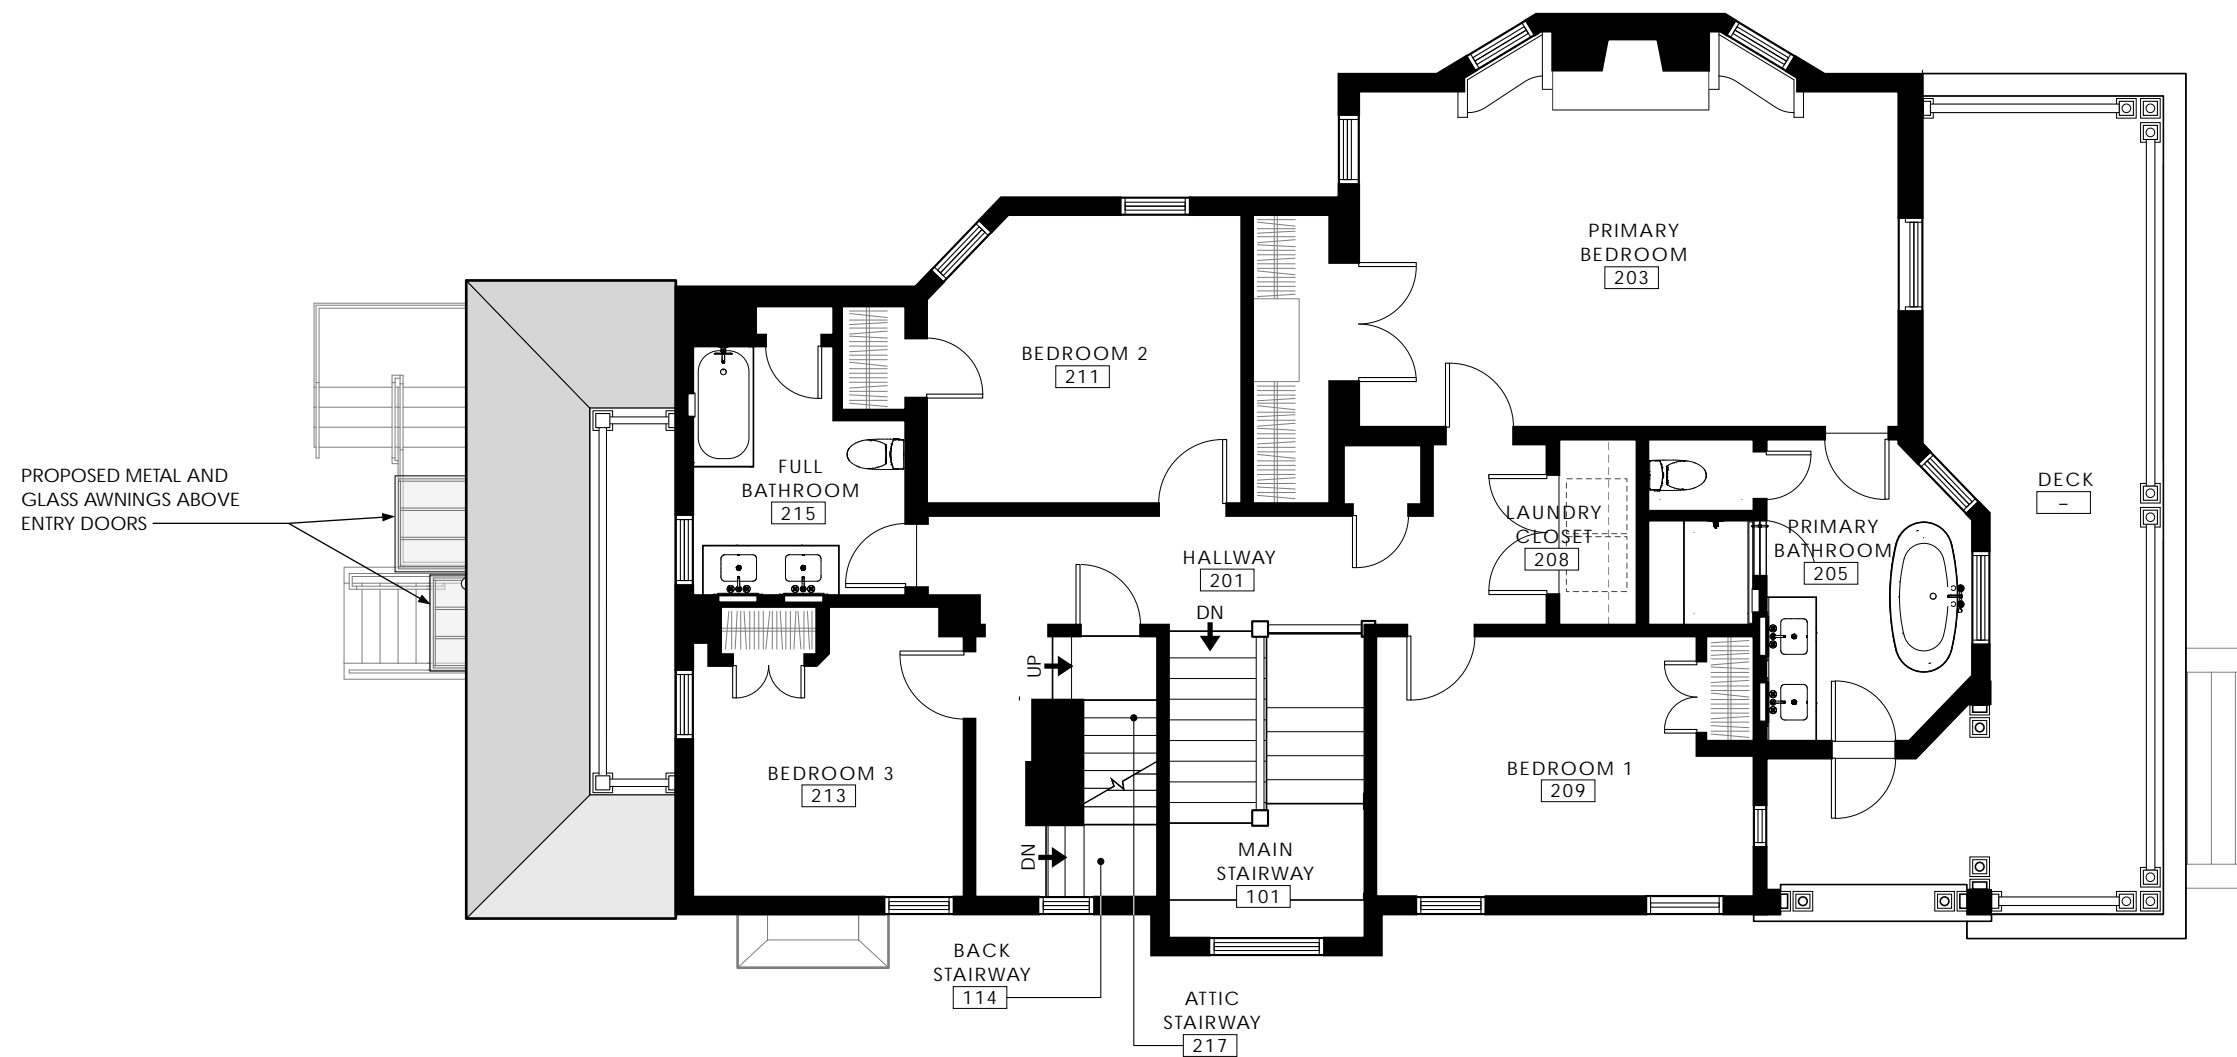 PRIMARY
BEDROOM
203
BEDROOM 2
211
PROPOSED METAL AND
GLASS AWNINGS ABOVE
ENTRY DOORS
FULL
BATHROOM
215
DECK
–
LAUNDRY
CLOSET
208
PRIMARY
BATHROOM
205
HALLWAY
201
DN
UP
BEDROOM 3
213
BEDROOM 1
209
DN
MAIN
STAIRWAY
101
BACK
STAIRWAY
114
ATTIC
STAIRWAY
217